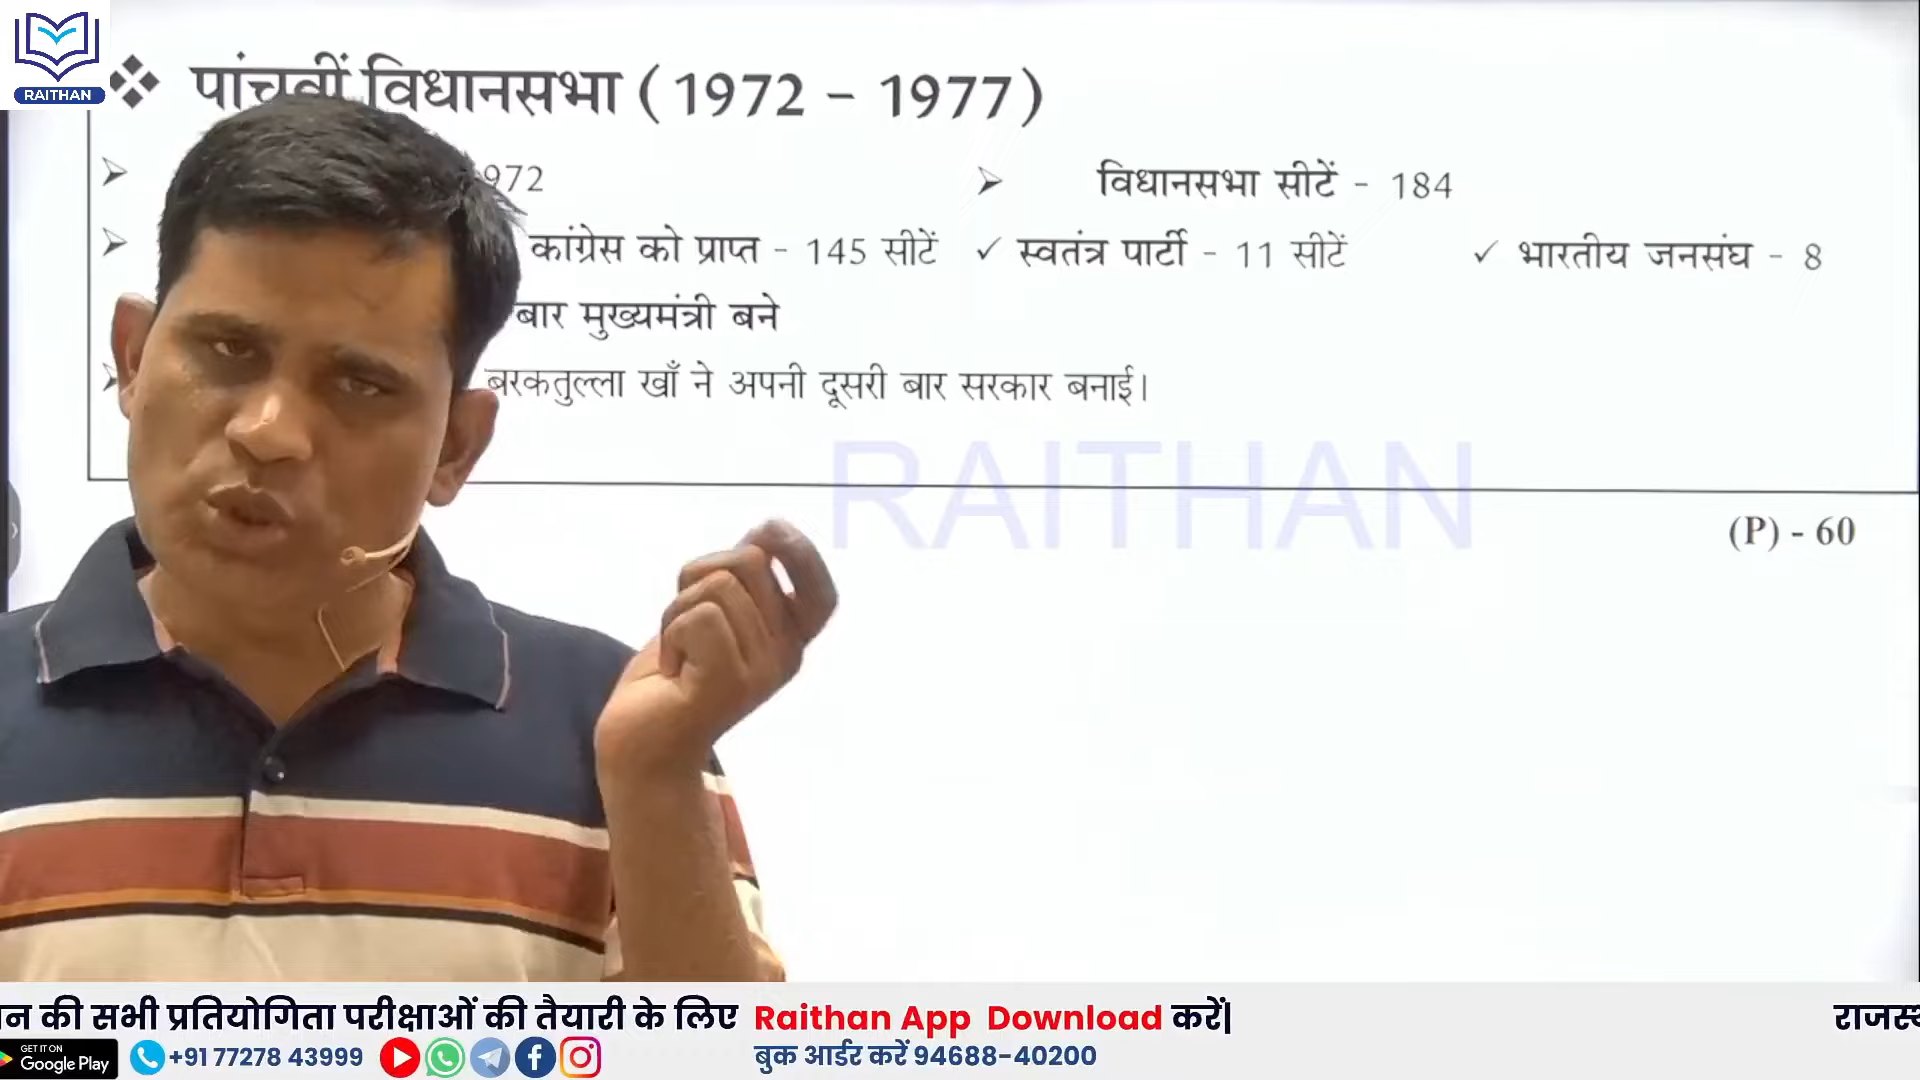 RAITHAN
❖ पांचवीं विधानसभा ( 1972 - 1977 )
➢ 972
➢ विधानसभा सीटें - 184
➢ कांग्रेस को प्राप्त - 145 सीटें ✓ स्वतंत्र पार्टी - 11 सीटें ✓ भारतीय जनसंघ - 8
बार मुख्यमंत्री बने
➢ बरकतुल्ला खाँ ने अपनी दूसरी बार सरकार बनाई।
RAITHAN
(P) - 60
न की सभी प्रतियोगिता परीक्षाओं की तैयारी के लिए Raithan App Download करें| राजस्थ
GET IT ON
Google Play
+91 77278 43999
बुक आर्डर करें 94688-40200